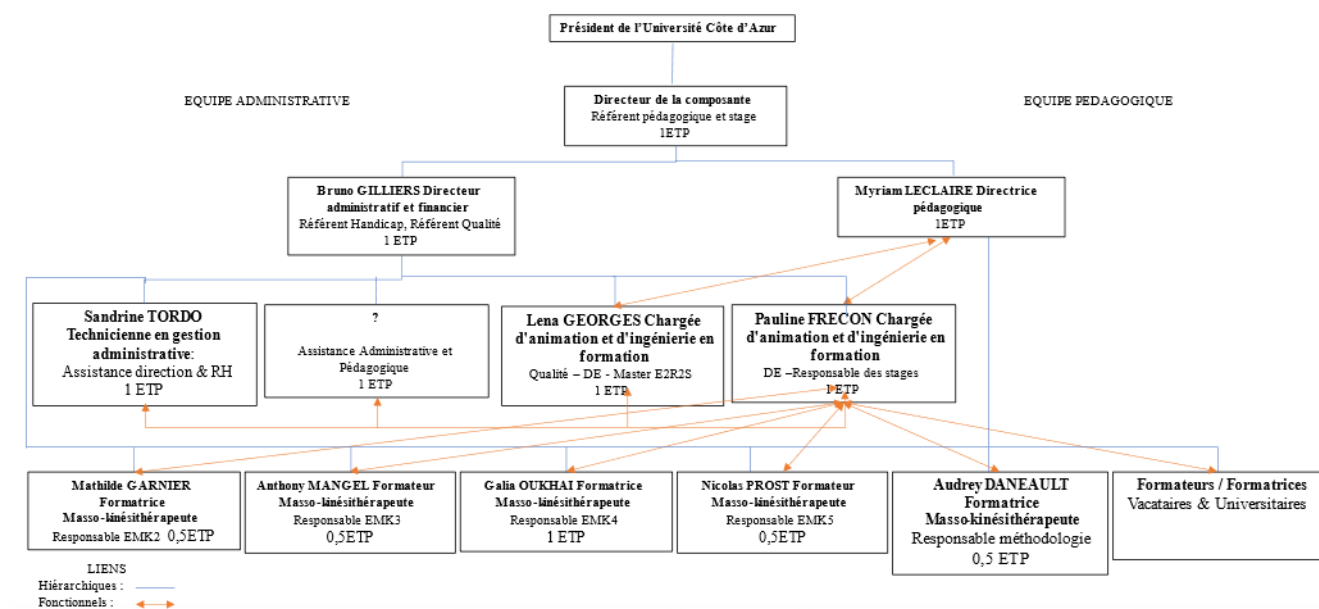 Président de l'Université Côte d'Azur
EQUIPE ADMINISTRATIVE
EQUIPE PEDAGOGIQUE
Directeur de la composante
Référent pédagogique et stage
1ETP
Bruno GILLIERS Directeur
administratif et financier
Référent Handicap, Référent Qualité
1 ETP
Myriam LECLAIRE Directrice
pédagogique
1ETP
Sandrine TORDO
Technicienne en gestion
administrative:
Assistance direction & RH
1 ETP
?
Assistance Administrative et
Pédagogique
1 ETP
Lena GEORGES Chargée
d'animation et d'ingénierie en
formation
Qualité – DE - Master E2R2S
1 ETP
Pauline FRECON Chargée
d'animation et d'ingénierie en
formation
DE –Responsable des stages
1 ETP
Mathilde GARNIER
Formatrice
Masso-kinésithérapeute
Responsable EMK2 0,5ETP
Anthony MANGEL Formateur
Masso-kinésithérapeute
Responsable EMK3
0,5ETP
Galia OUKHAI Formatrice
Masso-kinésithérapeute
Responsable EMK4
1 ETP
Nicolas PROST Formateur
Masso-kinésithérapeute
Responsable EMK5
0,5ETP
Audrey DANEAULT
Formatrice
Masso-kinésithérapeute
Responsable méthodologie
0,5 ETP
Formateurs / Formatrices
Vacataires & Universitaires
LIENS
Hiérarchiques :
Fonctionnels :